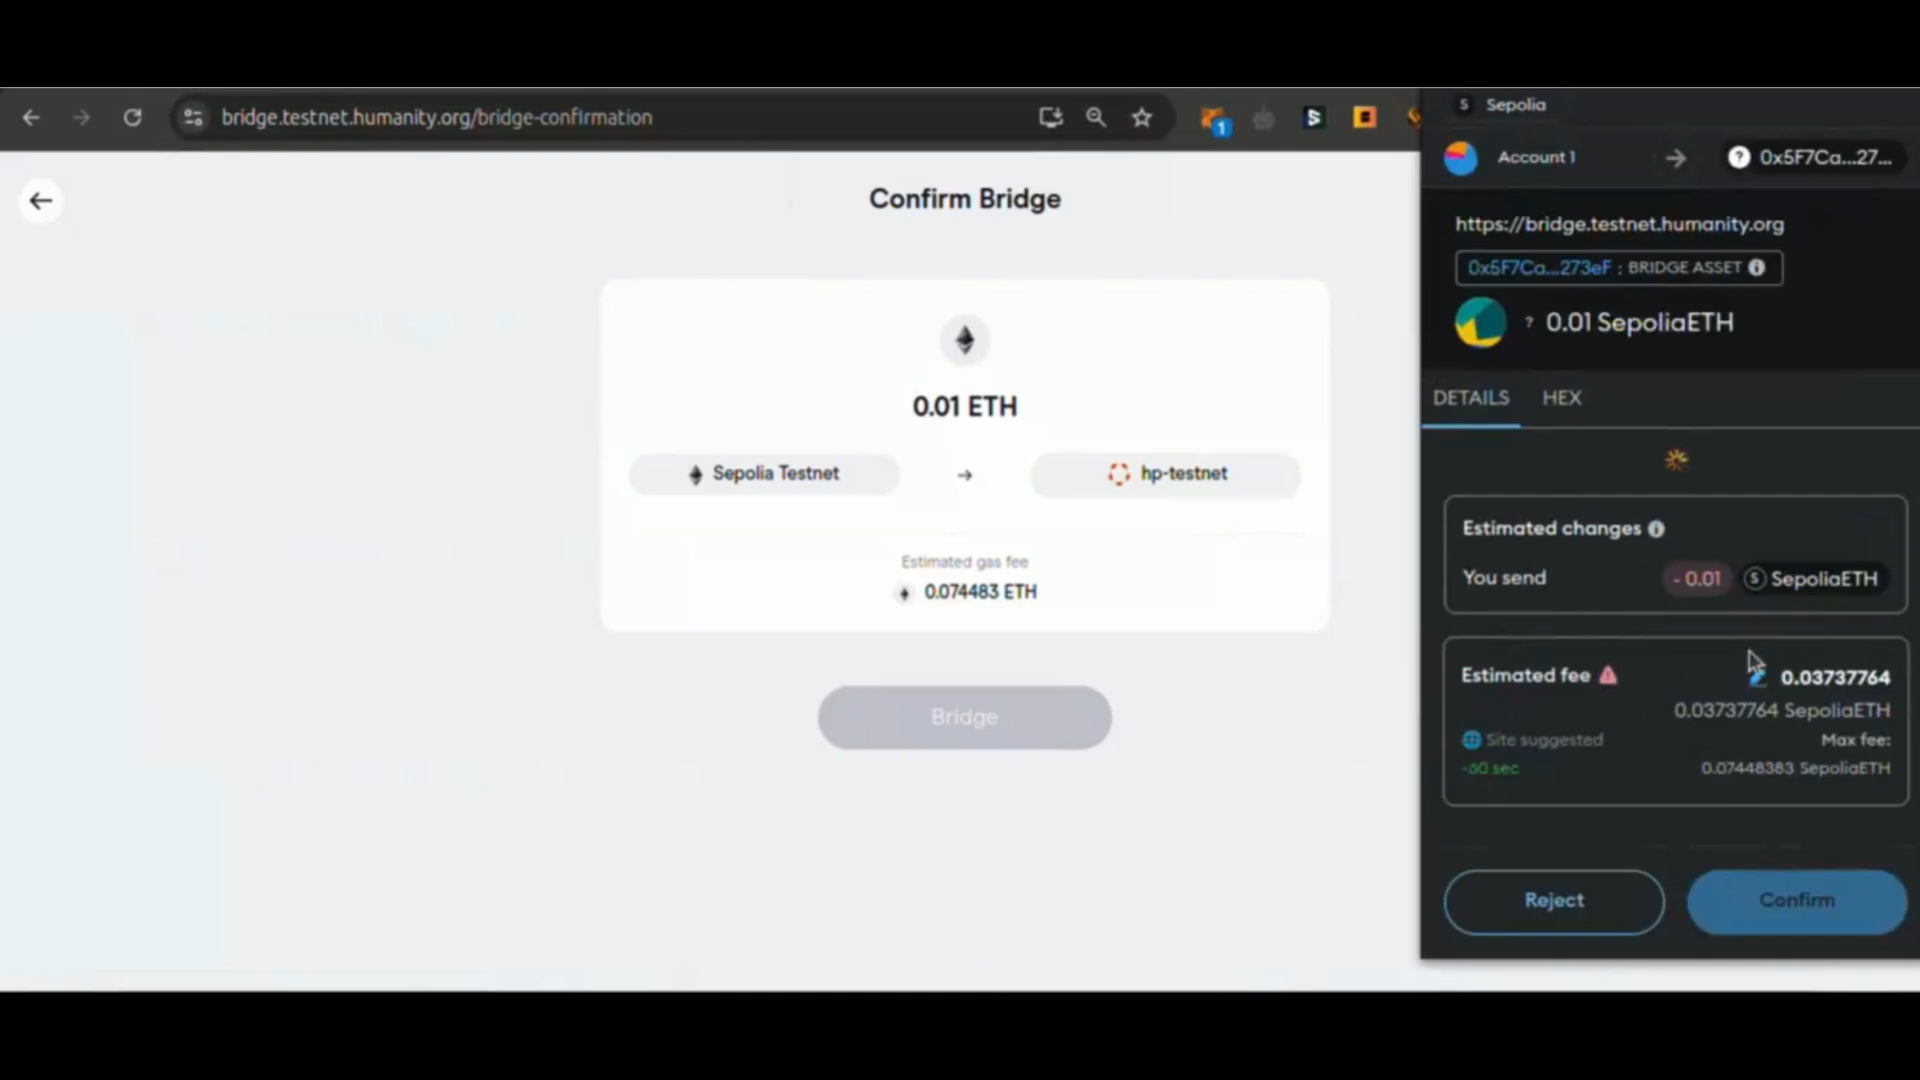 bridge.testnet.humanity.org/bridge-confirmation
1
S
Confirm Bridge
0.01 ETH
Sepolia Testnet → hp-testnet
Estimated gas fee
0.074483 ETH
Bridge
S Sepolia
Account 1 → ? 0x5F7Ca...27...
https://bridge.testnet.humanity.org
0x5F7Ca...273eF : BRIDGE ASSET
? 0.01 SepoliaETH
DETAILS HEX
Estimated changes
You send - 0.01 S SepoliaETH
Estimated fee 0.03737764
0.03737764 SepoliaETH
Site suggested Max fee:
~60 sec 0.07448383 SepoliaETH
Reject Confirm